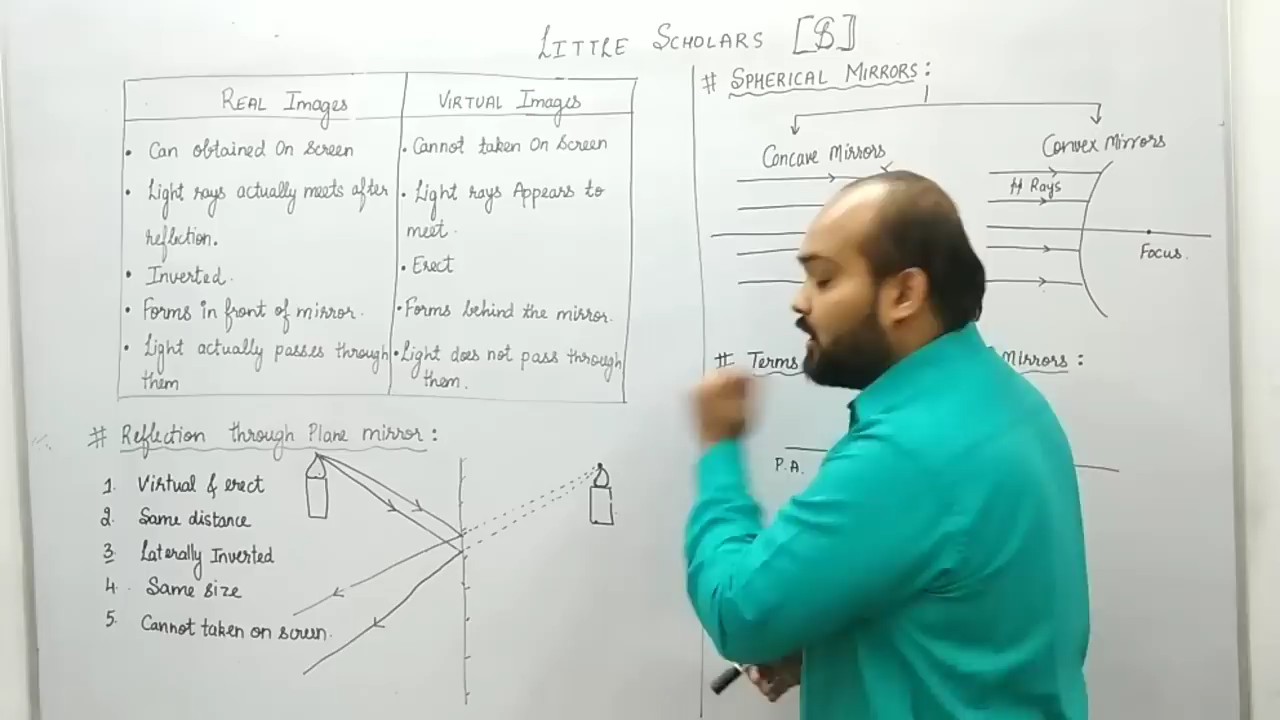 LITTLE SCHOLARS [$]
REAL Images
VIRTUAL Images
• Can obtained On Screen
• Light rays actually meets after
reflection.
• Inverted.
• Forms in front of mirror.
• Light actually passes through
them
• Cannot taken On Screen
• Light rays Appears to
meet.
• Erect
• Forms behind the mirror.
• Light does not pass through
them.
# Reflection through Plane mirror:
1. Virtual & erect
2. Same distance
3. Laterally Inverted
4. Same size
5. Cannot taken on screen.
# SPHERICAL MIRRORS:
Concave Mirrors
Convex Mirrors
Rays
Focus.
# Terms
Mirrors:
P.A.